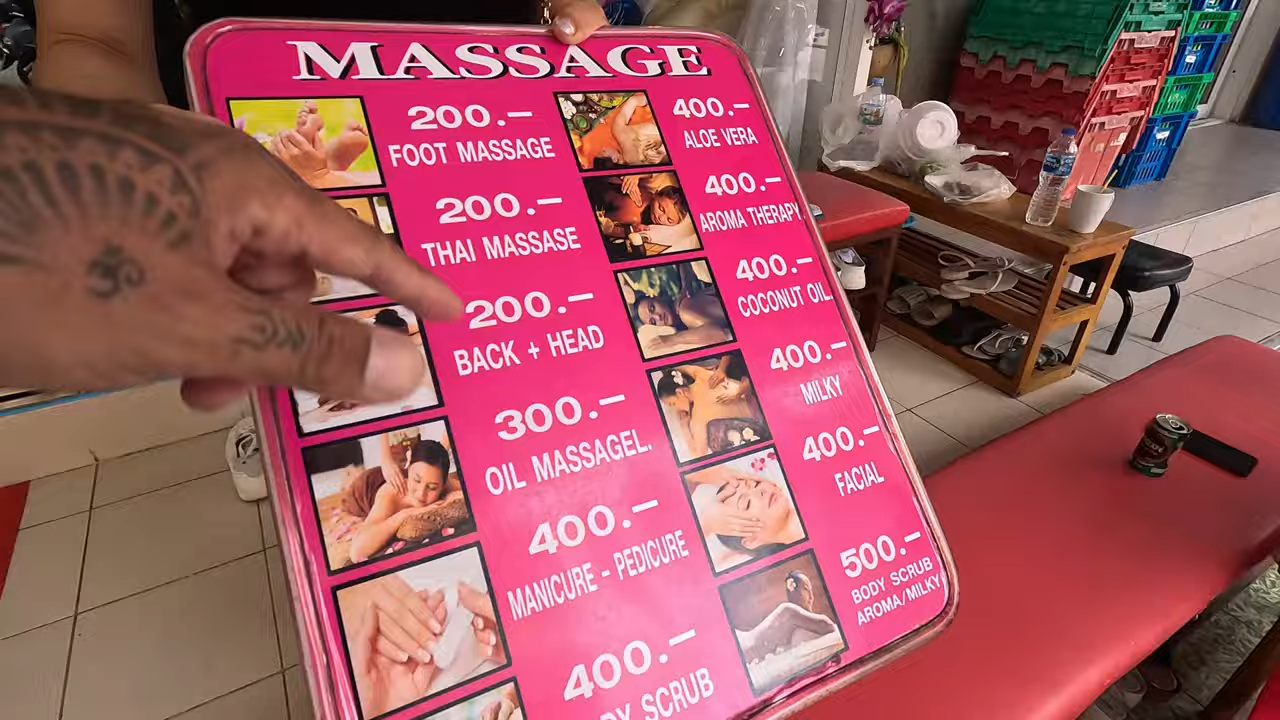 MASSAGE
200.–
FOOT MASSAGE
200.–
THAI MASSASE
200.–
BACK + HEAD
300.–
OIL MASSAGEL.
400.–
MANICURE - PEDICURE
400.–
SCRUB
400.–
ALOE VERA
400.–
AROMA THERAPY.
400.–
COCONUT OIL.
400.–
MILKY
400.–
FACIAL
500.–
BODY SCRUB
AROMA/MILKY